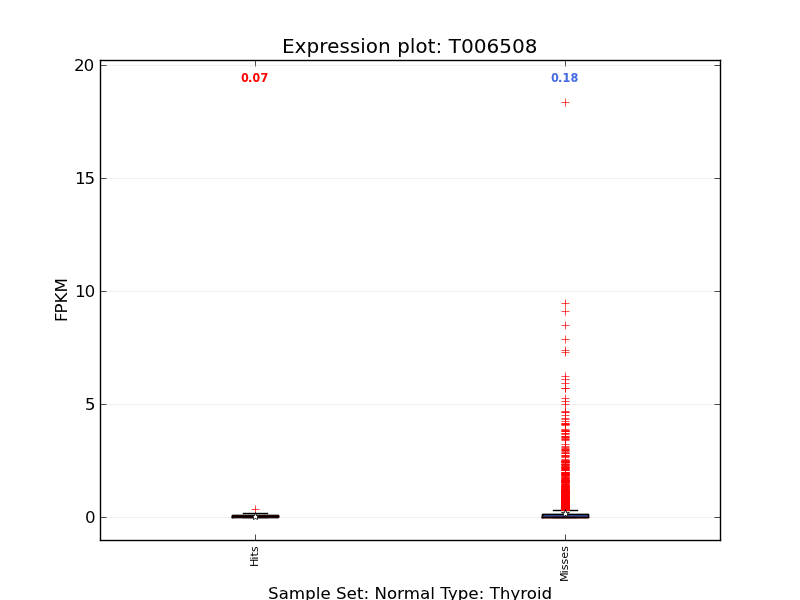 Expression plot: T006508
0.07
0.18
20
15
10
5
0
FPKM
Hits
Misses
Sample Set: Normal Type: Thyroid